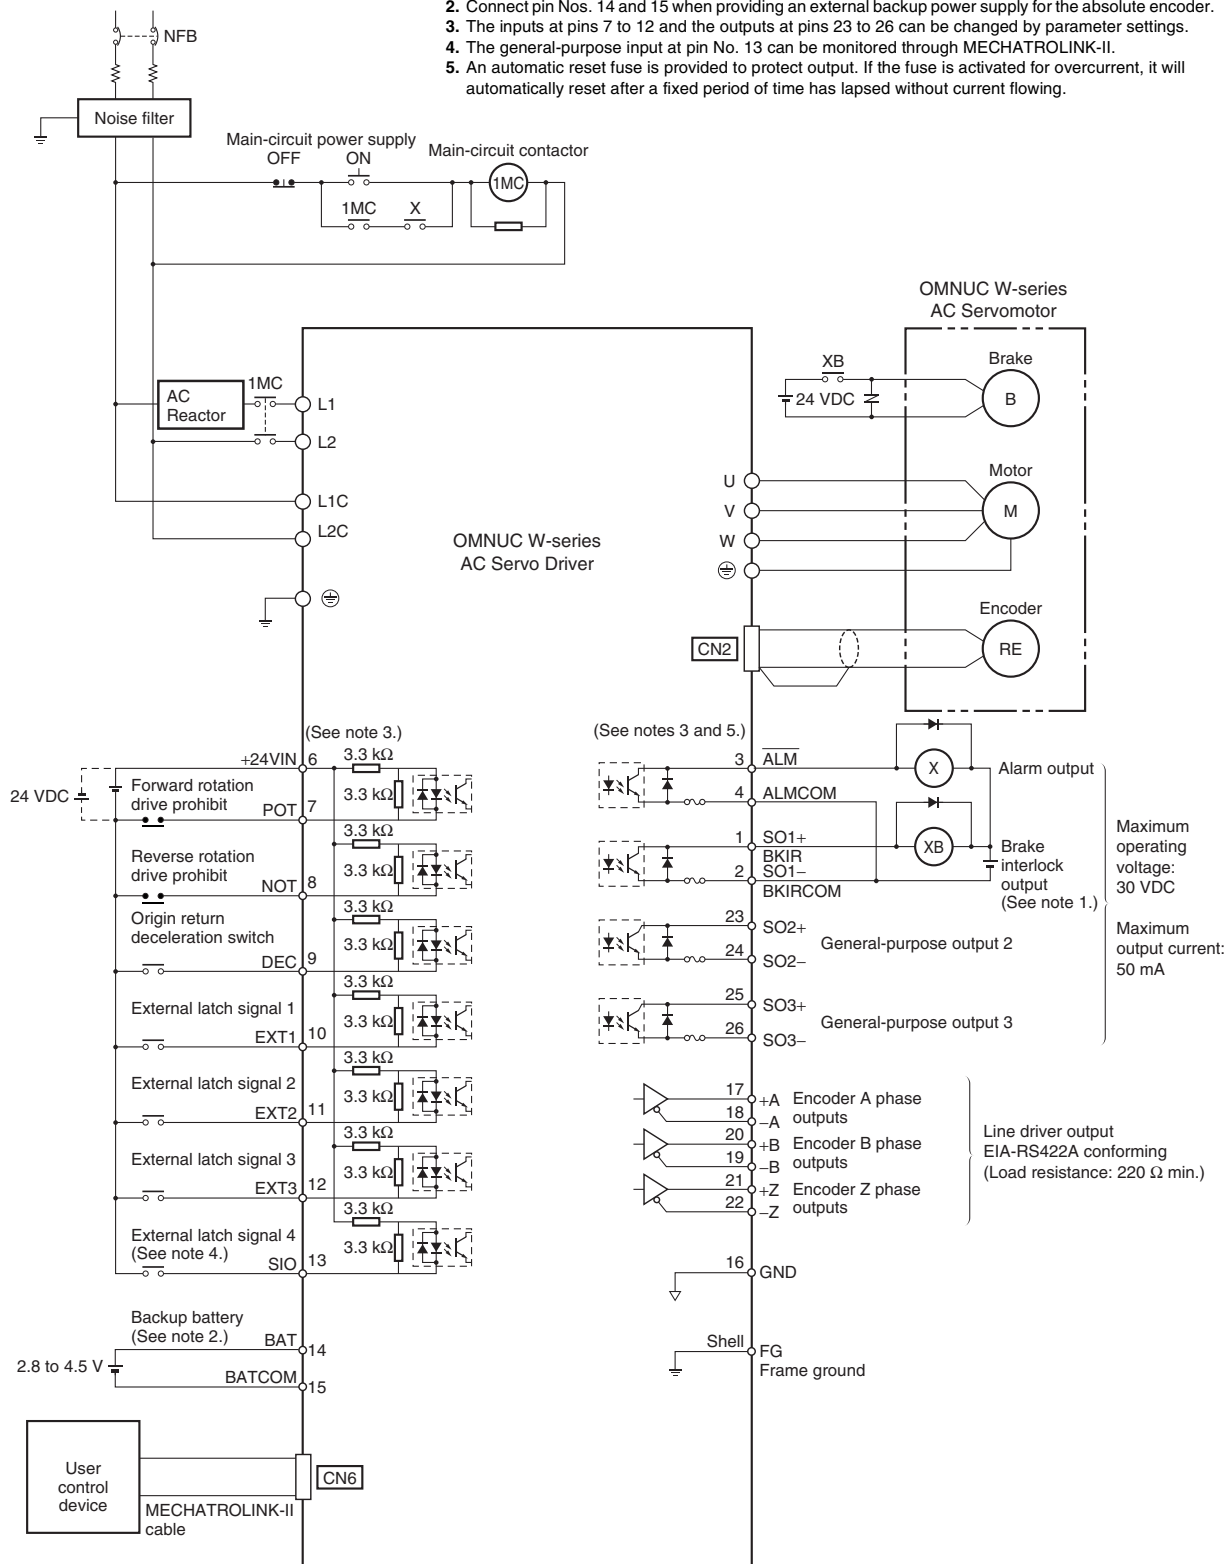 2. Connect pin Nos. 14 and 15 when providing an external backup power supply for the absolute encoder.
3. The inputs at pins 7 to 12 and the outputs at pins 23 to 26 can be changed by parameter settings.
4. The general-purpose input at pin No. 13 can be monitored through MECHATROLINK-II.
5. An automatic reset fuse is provided to protect output. If the fuse is activated for overcurrent, it will
automatically reset after a fixed period of time has lapsed without current flowing.
NFB
Noise filter
Main-circuit power supply
OFF
ON
Main-circuit contactor
1MC
1MC
X
OMNUC W-series
AC Servomotor
AC
Reactor
1MC
L1
L2
L1C
L2C
OMNUC W-series
AC Servo Driver
XB
24 VDC
Brake
B
U
V
W
Motor
M
CN2
Encoder
RE
(See note 3.)
+24VIN
6
3.3 kΩ
24 VDC
Forward rotation
drive prohibit
3.3 kΩ
POT
7
3.3 kΩ
Reverse rotation
drive prohibit
3.3 kΩ
NOT
8
3.3 kΩ
Origin return
deceleration switch
3.3 kΩ
DEC
9
3.3 kΩ
External latch signal 1
3.3 kΩ
EXT1
10
3.3 kΩ
External latch signal 2
3.3 kΩ
EXT2
11
3.3 kΩ
External latch signal 3
3.3 kΩ
EXT3
12
3.3 kΩ
External latch signal 4
(See note 4.)
3.3 kΩ
SIO
13
Backup battery
(See note 2.)
BAT
14
2.8 to 4.5 V
BATCOM
15
User
control
device
CN6
MECHATROLINK-II
cable
(See notes 3 and 5.)
3
ALM
X
Alarm output
4
ALMCOM
1
SO1+
BKIR
XB
2
SO1−
BKIRCOM
Brake
interlock
output
(See note 1.)
23
SO2+
General-purpose output 2
24
SO2−
25
SO3+
General-purpose output 3
26
SO3−
Maximum
operating
voltage:
30 VDC
Maximum
output current:
50 mA
17
+A
Encoder A phase
outputs
18
−A
20
+B
Encoder B phase
outputs
19
−B
21
+Z
Encoder Z phase
outputs
22
−Z
Line driver output
EIA-RS422A conforming
(Load resistance: 220 Ω min.)
16
GND
Shell
FG
Frame ground